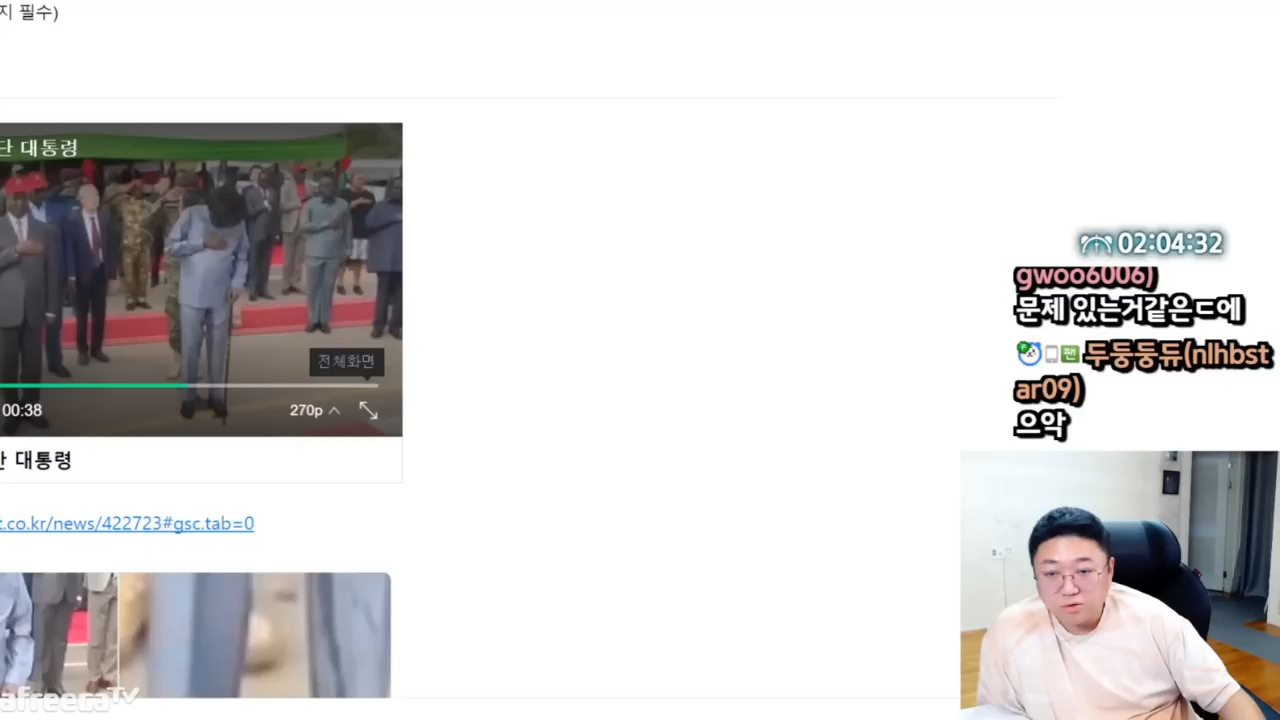 지 필수)
단 대통령
전체화면
00:38
270p
단 대통령
t.co.kr/news/422723#gsc.tab=0
02:04:32
gwoo6006)
문제 있는거같은ㄷ에
팬 두둥둥듀(nlhbst
ar09)
으악
afreecaTV